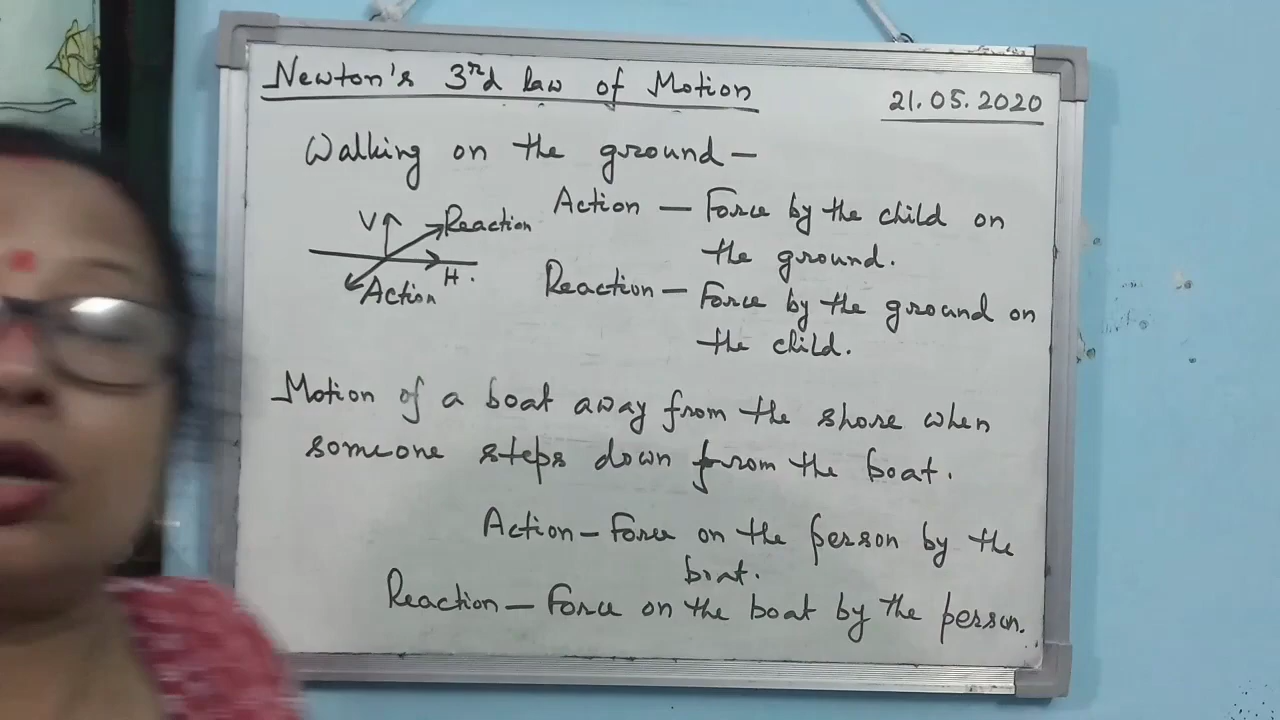 Newton's 3rd law of Motion
21.05.2020
Walking on the ground —
V Reaction
H.
Action
Action — Force by the child on
the ground.
Reaction — Force by the ground on
the child.
Motion of a boat away from the shore when
someone steps down from the boat.
Action – Force on the person by the
boat.
Reaction — Force on the boat by the person.